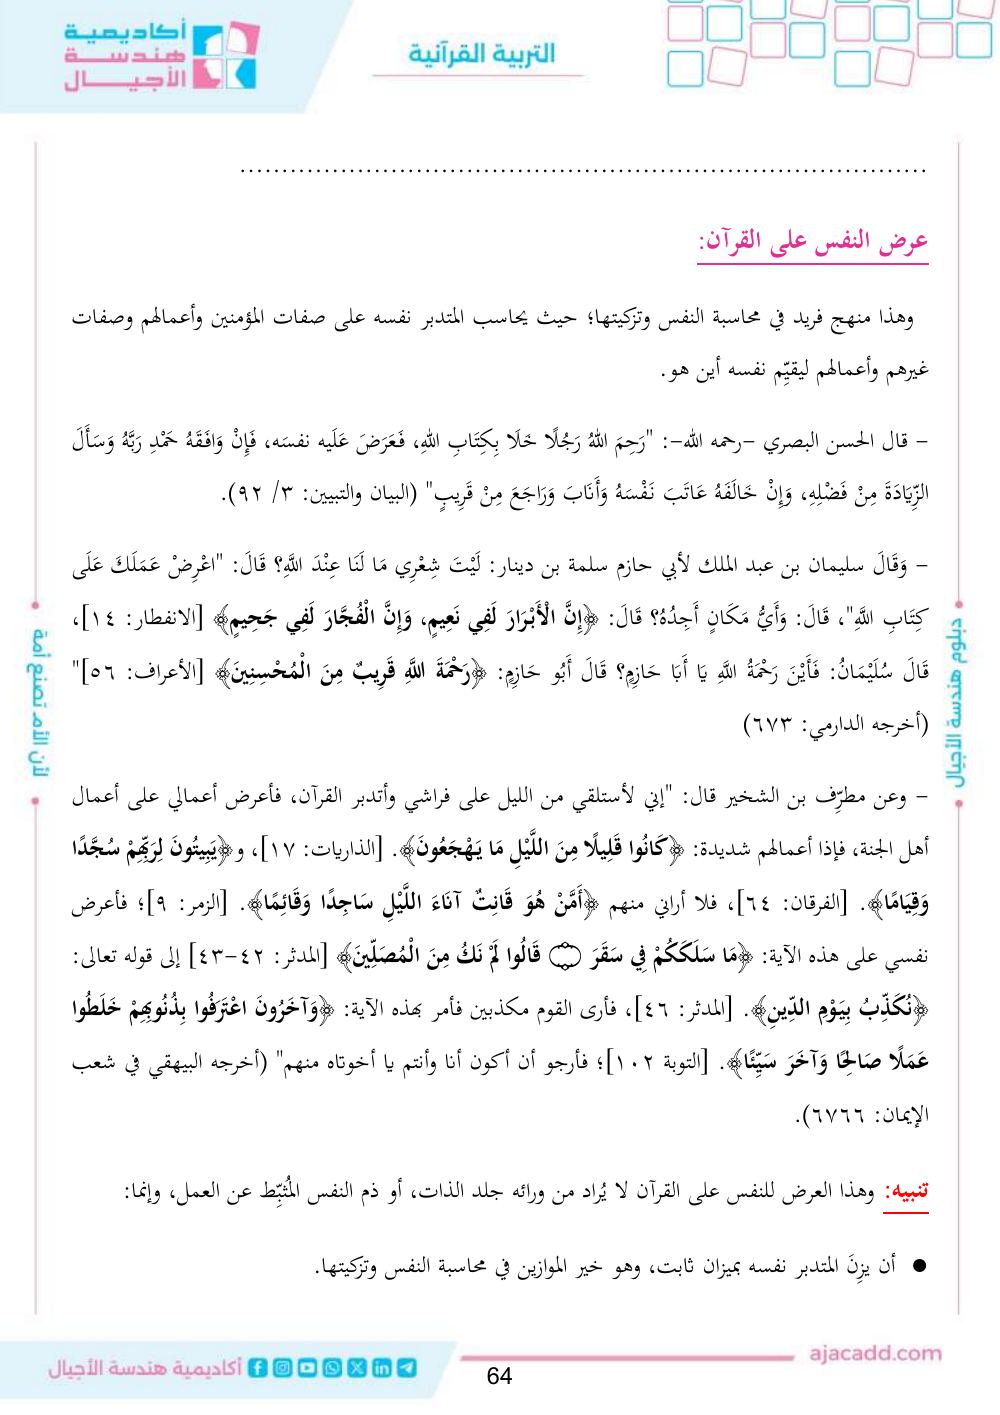 أكاديمية
هندسة
الأجيال
التربية القرآنية
................................................................................
عرض النفس على القرآن:
وهذا منهج فريد في محاسبة النفس وتزكيتها؛ حيث يحاسب المتدبر نفسه على صفات المؤمنين وأعمالهم وصفات
غيرهم وأعمالهم ليقيِّم نفسه أين هو.
– قال الحسن البصري –رحمه الله–: "رَحِمَ اللهُ رَجُلًا خَلَا بِكِتَابِ اللهِ، فَعَرَضَ عَلَيه نفسَه، فَإِنْ وَافَقَهُ حَمْدِ رَبَّهُ وَسَأَلَ
الزِّيَادَةَ مِنْ فَضْلِهِ، وَإِنْ خَالَفَهُ عَاتَبَ نَفْسَهُ وَأَنَابَ وَرَاجَعَ مِنْ قَرِيبٍ" (البيان والتبيين: ٣/ ٩٢).
– وَقَالَ سليمان بن عبد الملك لأبي حازم سلمة بن دينار: لَيْتَ شِعْرِي مَا لَنَا عِنْدَ اللَّهِ؟ قَالَ: "اعْرِضْ عَمَلَكَ عَلَى
كِتَابِ اللَّهِ"، قَالَ: وَأَيُّ مَكَانٍ أَجِدُهُ؟ قَالَ: ﴿إِنَّ الْأَبْرَارَ لَفِي نَعِيمٍ، وَإِنَّ الْفُجَّارَ لَفِي جَحِيمٍ﴾ [الانفطار: ١٤]،
قَالَ سُلَيْمَانُ: فَأَيْنَ رَحْمَةُ اللَّهِ يَا أَبَا حَازِمٍ؟ قَالَ أَبُو حَازِمٍ: ﴿رَحْمَةَ اللَّهِ قَرِيبٌ مِنَ الْمُحْسِنِينَ﴾ [الأعراف: ٥٦]"
(أخرجه الدارمي: ٦٧٣)
– وعن مطرِّف بن الشخير قال: "إني لأستلقي من الليل على فراشي وأتدبر القرآن، فأعرض أعمالي على أعمال
أهل الجنة، فإذا أعمالهم شديدة: ﴿كَانُوا قَلِيلًا مِنَ اللَّيْلِ مَا يَهْجَعُونَ﴾. [الذاريات: ١٧]، و﴿يَبِيتُونَ لِرَبِّهِمْ سُجَّدًا
وَقِيَامًا﴾. [الفرقان: ٦٤]، فلا أراني منهم ﴿أَمَّنْ هُوَ قَانِتٌ آنَاءَ اللَّيْلِ سَاجِدًا وَقَائِمًا﴾. [الزمر: ٩]؛ فأعرض
نفسي على هذه الآية: ﴿مَا سَلَكَكُمْ فِي سَقَرَ ۝ قَالُوا لَمْ نَكُ مِنَ الْمُصَلِّينَ﴾ [المدثر: ٤٢-٤٣] إلى قوله تعالى:
﴿نُكَذِّبُ بِيَوْمِ الدِّينِ﴾. [المدثر: ٤٦]، فأرى القوم مكذبين فأمر بهذه الآية: ﴿وَآخَرُونَ اعْتَرَفُوا بِذُنُوبِهِمْ خَلَطُوا
عَمَلًا صَالِحًا وَآخَرَ سَيِّئًا﴾. [التوبة ١٠٢]؛ فأرجو أن أكون أنا وأنتم يا أخوتاه منهم" (أخرجه البيهقي في شعب
الإيمان: ٦٧٦٦).
تنبيه: وهذا العرض للنفس على القرآن لا يُراد من ورائه جلد الذات، أو ذم النفس المُثبِّط عن العمل، وإنما:
● أن يزِنَ المتدبر نفسه بميزان ثابت، وهو خير الموازين في محاسبة النفس وتزكيتها.
دبلوم هندسة الأجيال
لأن الأم تصنع أمة
ajacadd.com
64
أكاديمية هندسة الأجيال